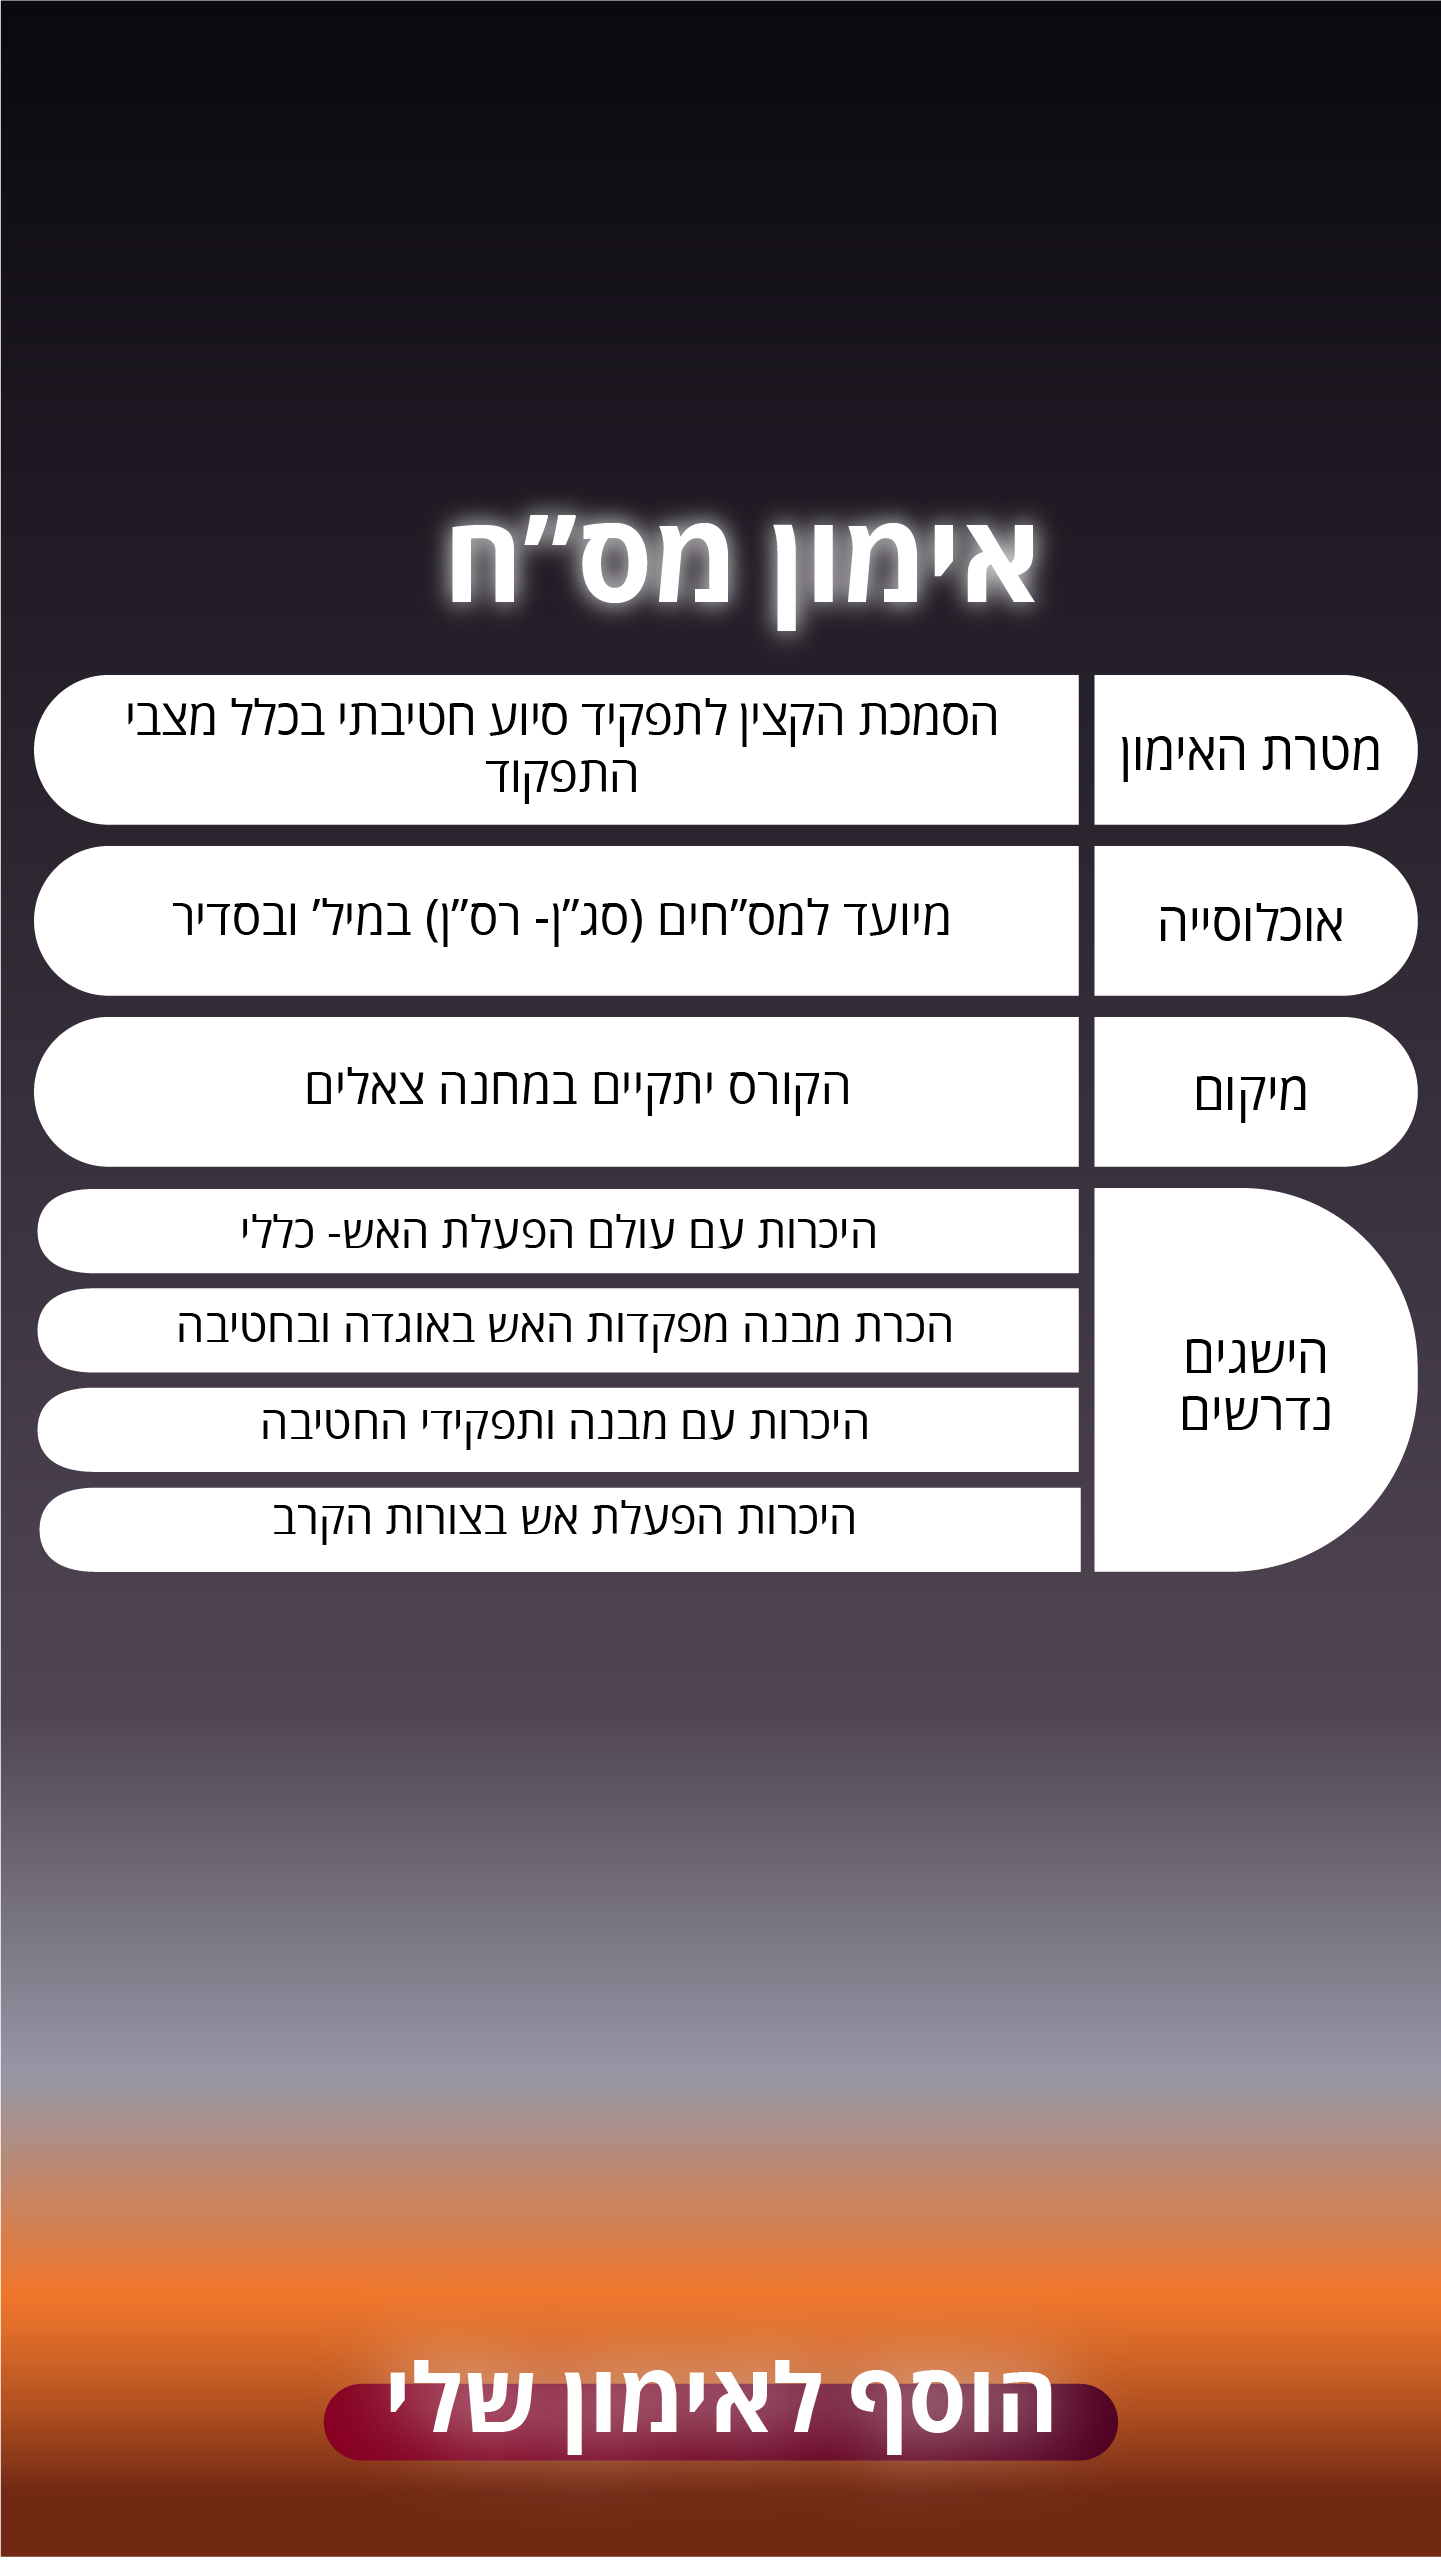 אימון מס”ח
מטרת האימון
הסמכת הקצין לתפקיד סיוע חטיבתי בכלל מצבי
התפקוד
אוכלוסייה
מיועד למס”חים (סג”ן- רס”ן) במיל’ ובסדיר
מיקום
הקורס יתקיים במחנה צאלים
הישגים
נדרשים
היכרות עם עולם הפעלת האש- כללי
הכרת מבנה מפקדות האש באוגדה ובחטיבה
היכרות עם מבנה ותפקידי החטיבה
היכרות הפעלת אש בצורות הקרב
הוסף לאימון שלי